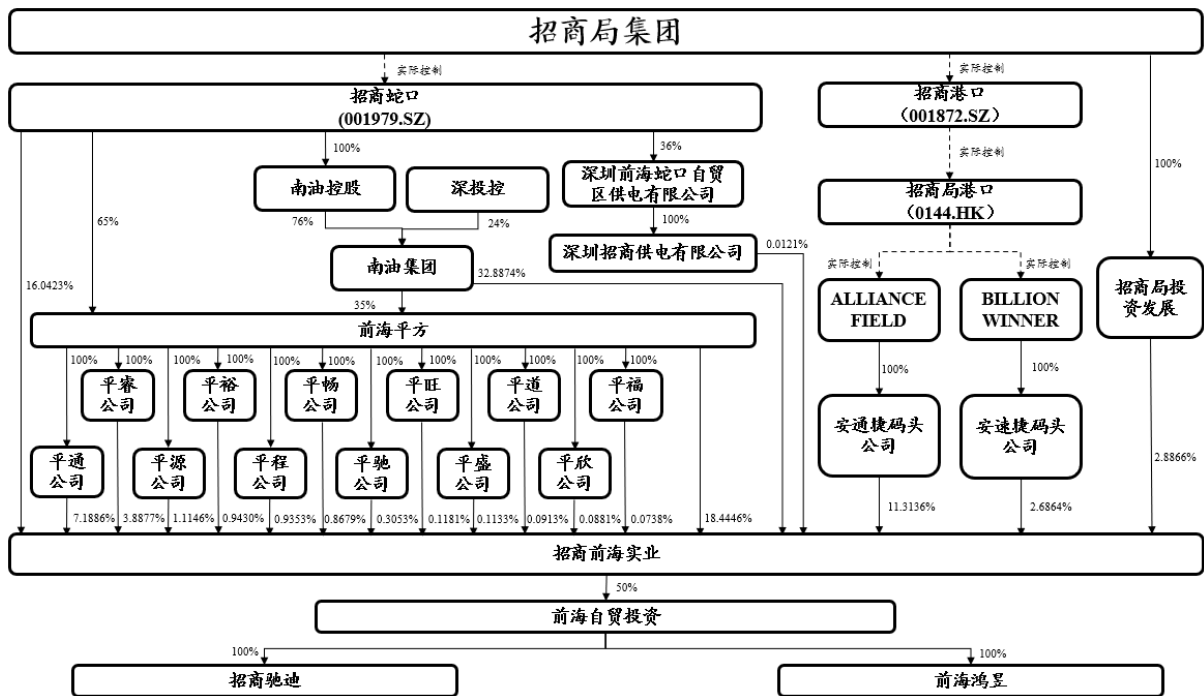 招商局集团
实际控制
实际控制
招商蛇口
(001979.SZ)
招商港口
（001872.SZ）
100%
36%
实际控制
100%
南油控股
深投控
深圳前海蛇口自贸
区供电有限公司
招商局港口
（0144.HK）
65%
76%
24%
100%
南油集团
深圳招商供电有限公司
0.0121%
16.0423%
32.8874%
实际控制
实际控制
35%
ALLIANCE
FIELD
BILLION
WINNER
招商局投
资发展
前海平方
100%
100%
100%
100%
100%
100%
100%
100%
100%
100%
100%
100%
平睿
公司
平裕
公司
平畅
公司
平旺
公司
平道
公司
平福
公司
100%
100%
安通捷码头
公司
安速捷码头
公司
平通
公司
平源
公司
平程
公司
平驰
公司
平盛
公司
平欣
公司
2.8866%
7.1886%
3.8877%
1.1146%
0.9430%
0.9353%
0.8679%
0.3053%
0.1181%
0.1133%
0.0913%
0.0881%
0.0738%
18.4446%
11.3136%
2.6864%
招商前海实业
50%
前海自贸投资
100%
100%
招商驰迪
前海鸿昱